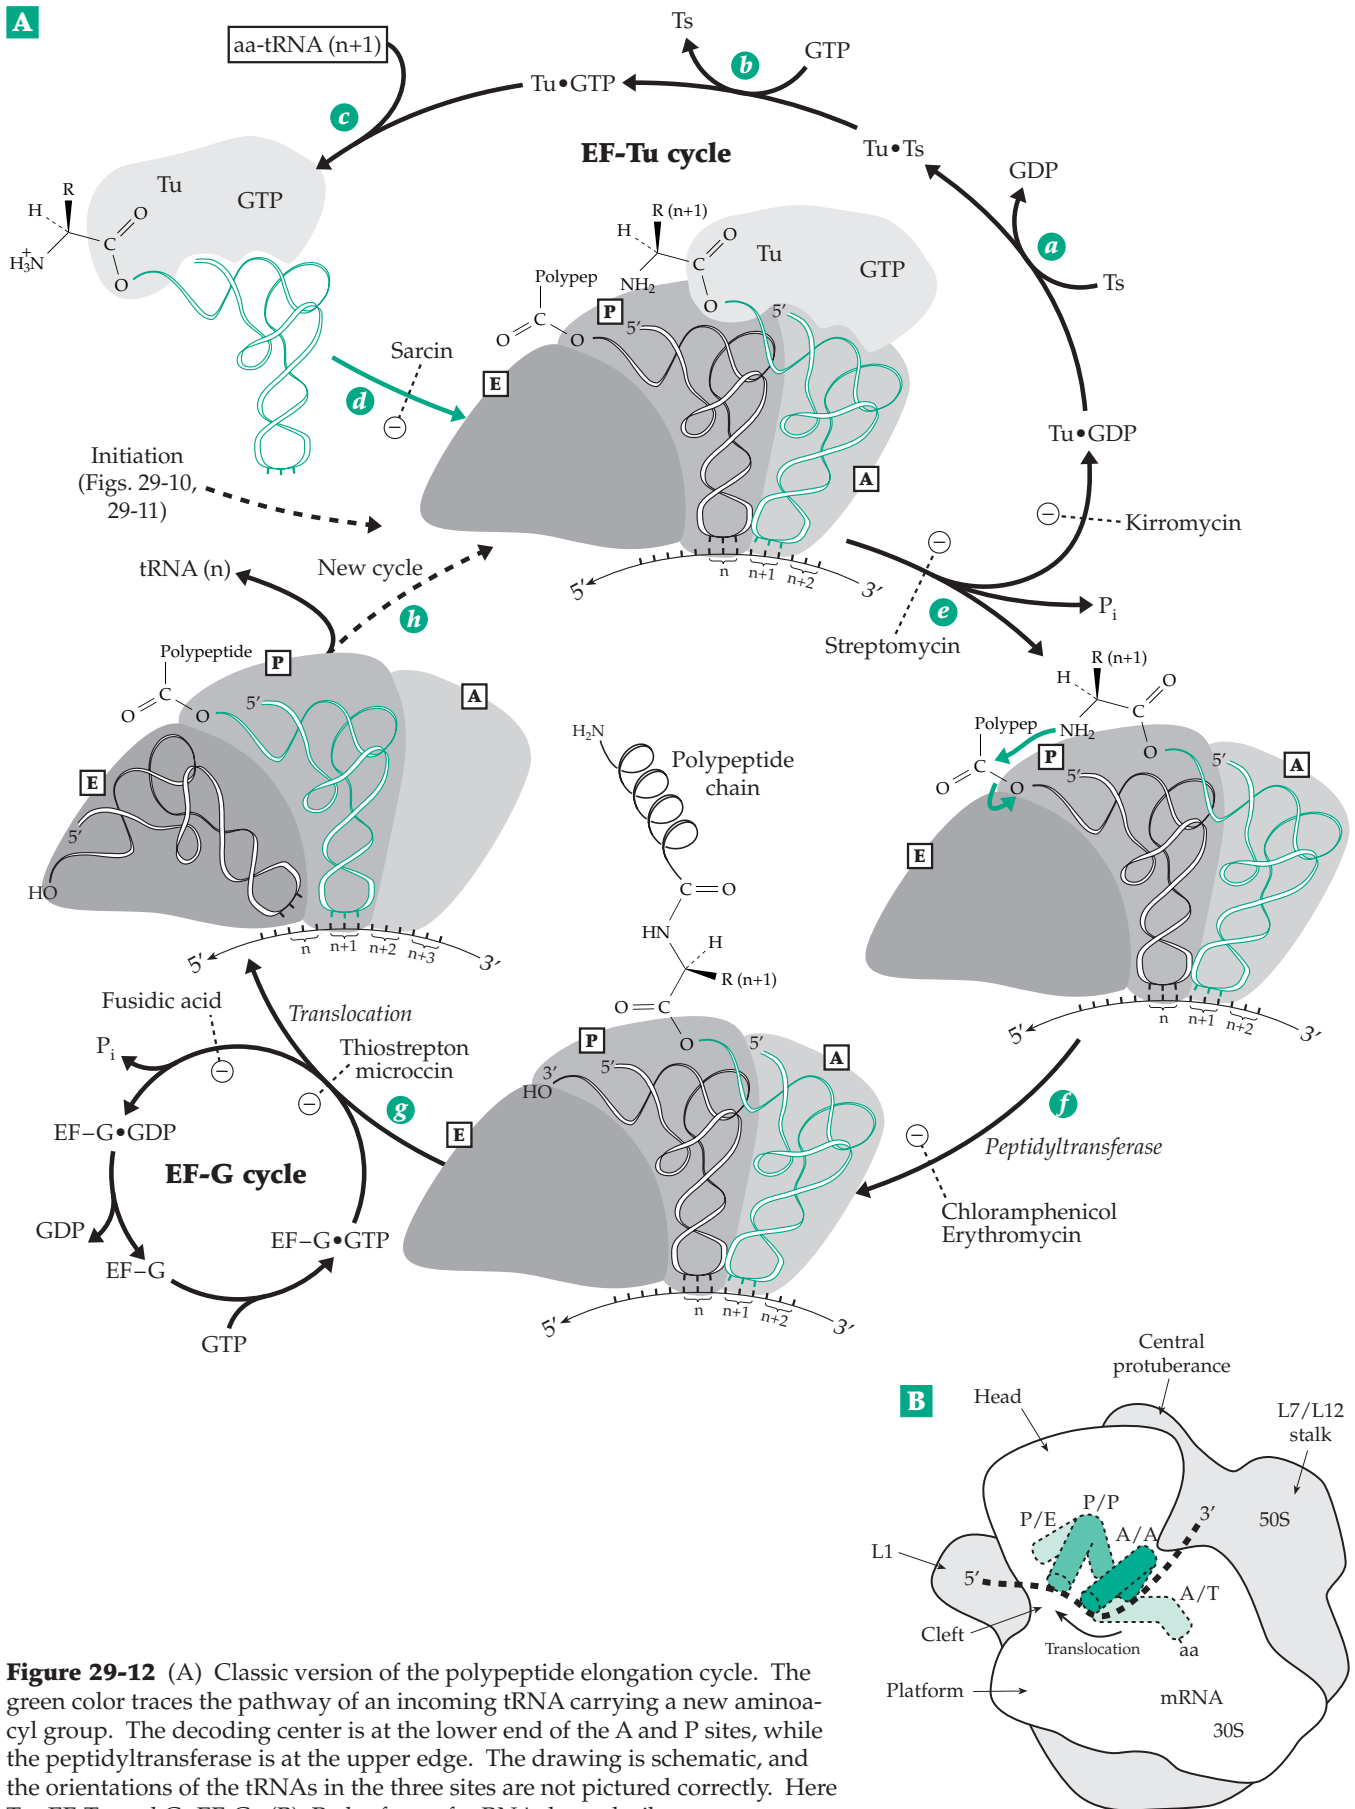 A
aa-tRNA (n+1)
Ts
GTP
b
Tu•GTP
c
EF-Tu cycle
Tu•Ts
GDP
a
Ts
Tu
GTP
R
H
H3N+
C
O
O
R (n+1)
H
C
O
NH2
O
Tu
GTP
Polypep
C
O
O
P
5′
5′
E
A
Sarcin
d
−
Tu•GDP
−
Kirromycin
Initiation
(Figs. 29-10,
29-11)
n
n+1
n+2
5′
3′
−
e
Pi
Streptomycin
tRNA (n)
New cycle
h
Polypeptide
P
C
O
O
5′
A
E
5′
HO
n
n+1
n+2
n+3
5′
3′
H2N
Polypeptide
chain
C
O
HN
H
R (n+1)
O
C
O
R (n+1)
H
C
O
NH2
O
Polypep
C
O
O
P
5′
5′
A
E
n
n+1
n+2
5′
3′
Fusidic acid
Translocation
Thiostrepton
microccin
Pi
−
−
g
EF–G•GDP
EF-G cycle
GDP
EF–G
EF–G•GTP
GTP
P
3′
HO
5′
5′
A
E
n
n+1
n+2
5′
3′
f
−
Peptidyltransferase
Chloramphenicol
Erythromycin
B
Central
protuberance
Head
L7/L12
stalk
P/P
P/E
A/A
3′
50S
L1
5′
A/T
Cleft
Translocation
aa
Platform
mRNA
30S
Figure 29-12 (A) Classic version of the polypeptide elongation cycle. The
green color traces the pathway of an incoming tRNA carrying a new aminoa-
cyl group. The decoding center is at the lower end of the A and P sites, while
the peptidyltransferase is at the upper edge. The drawing is schematic, and
the orientations of the tRNAs in the three sites are not pictured correctly. Here